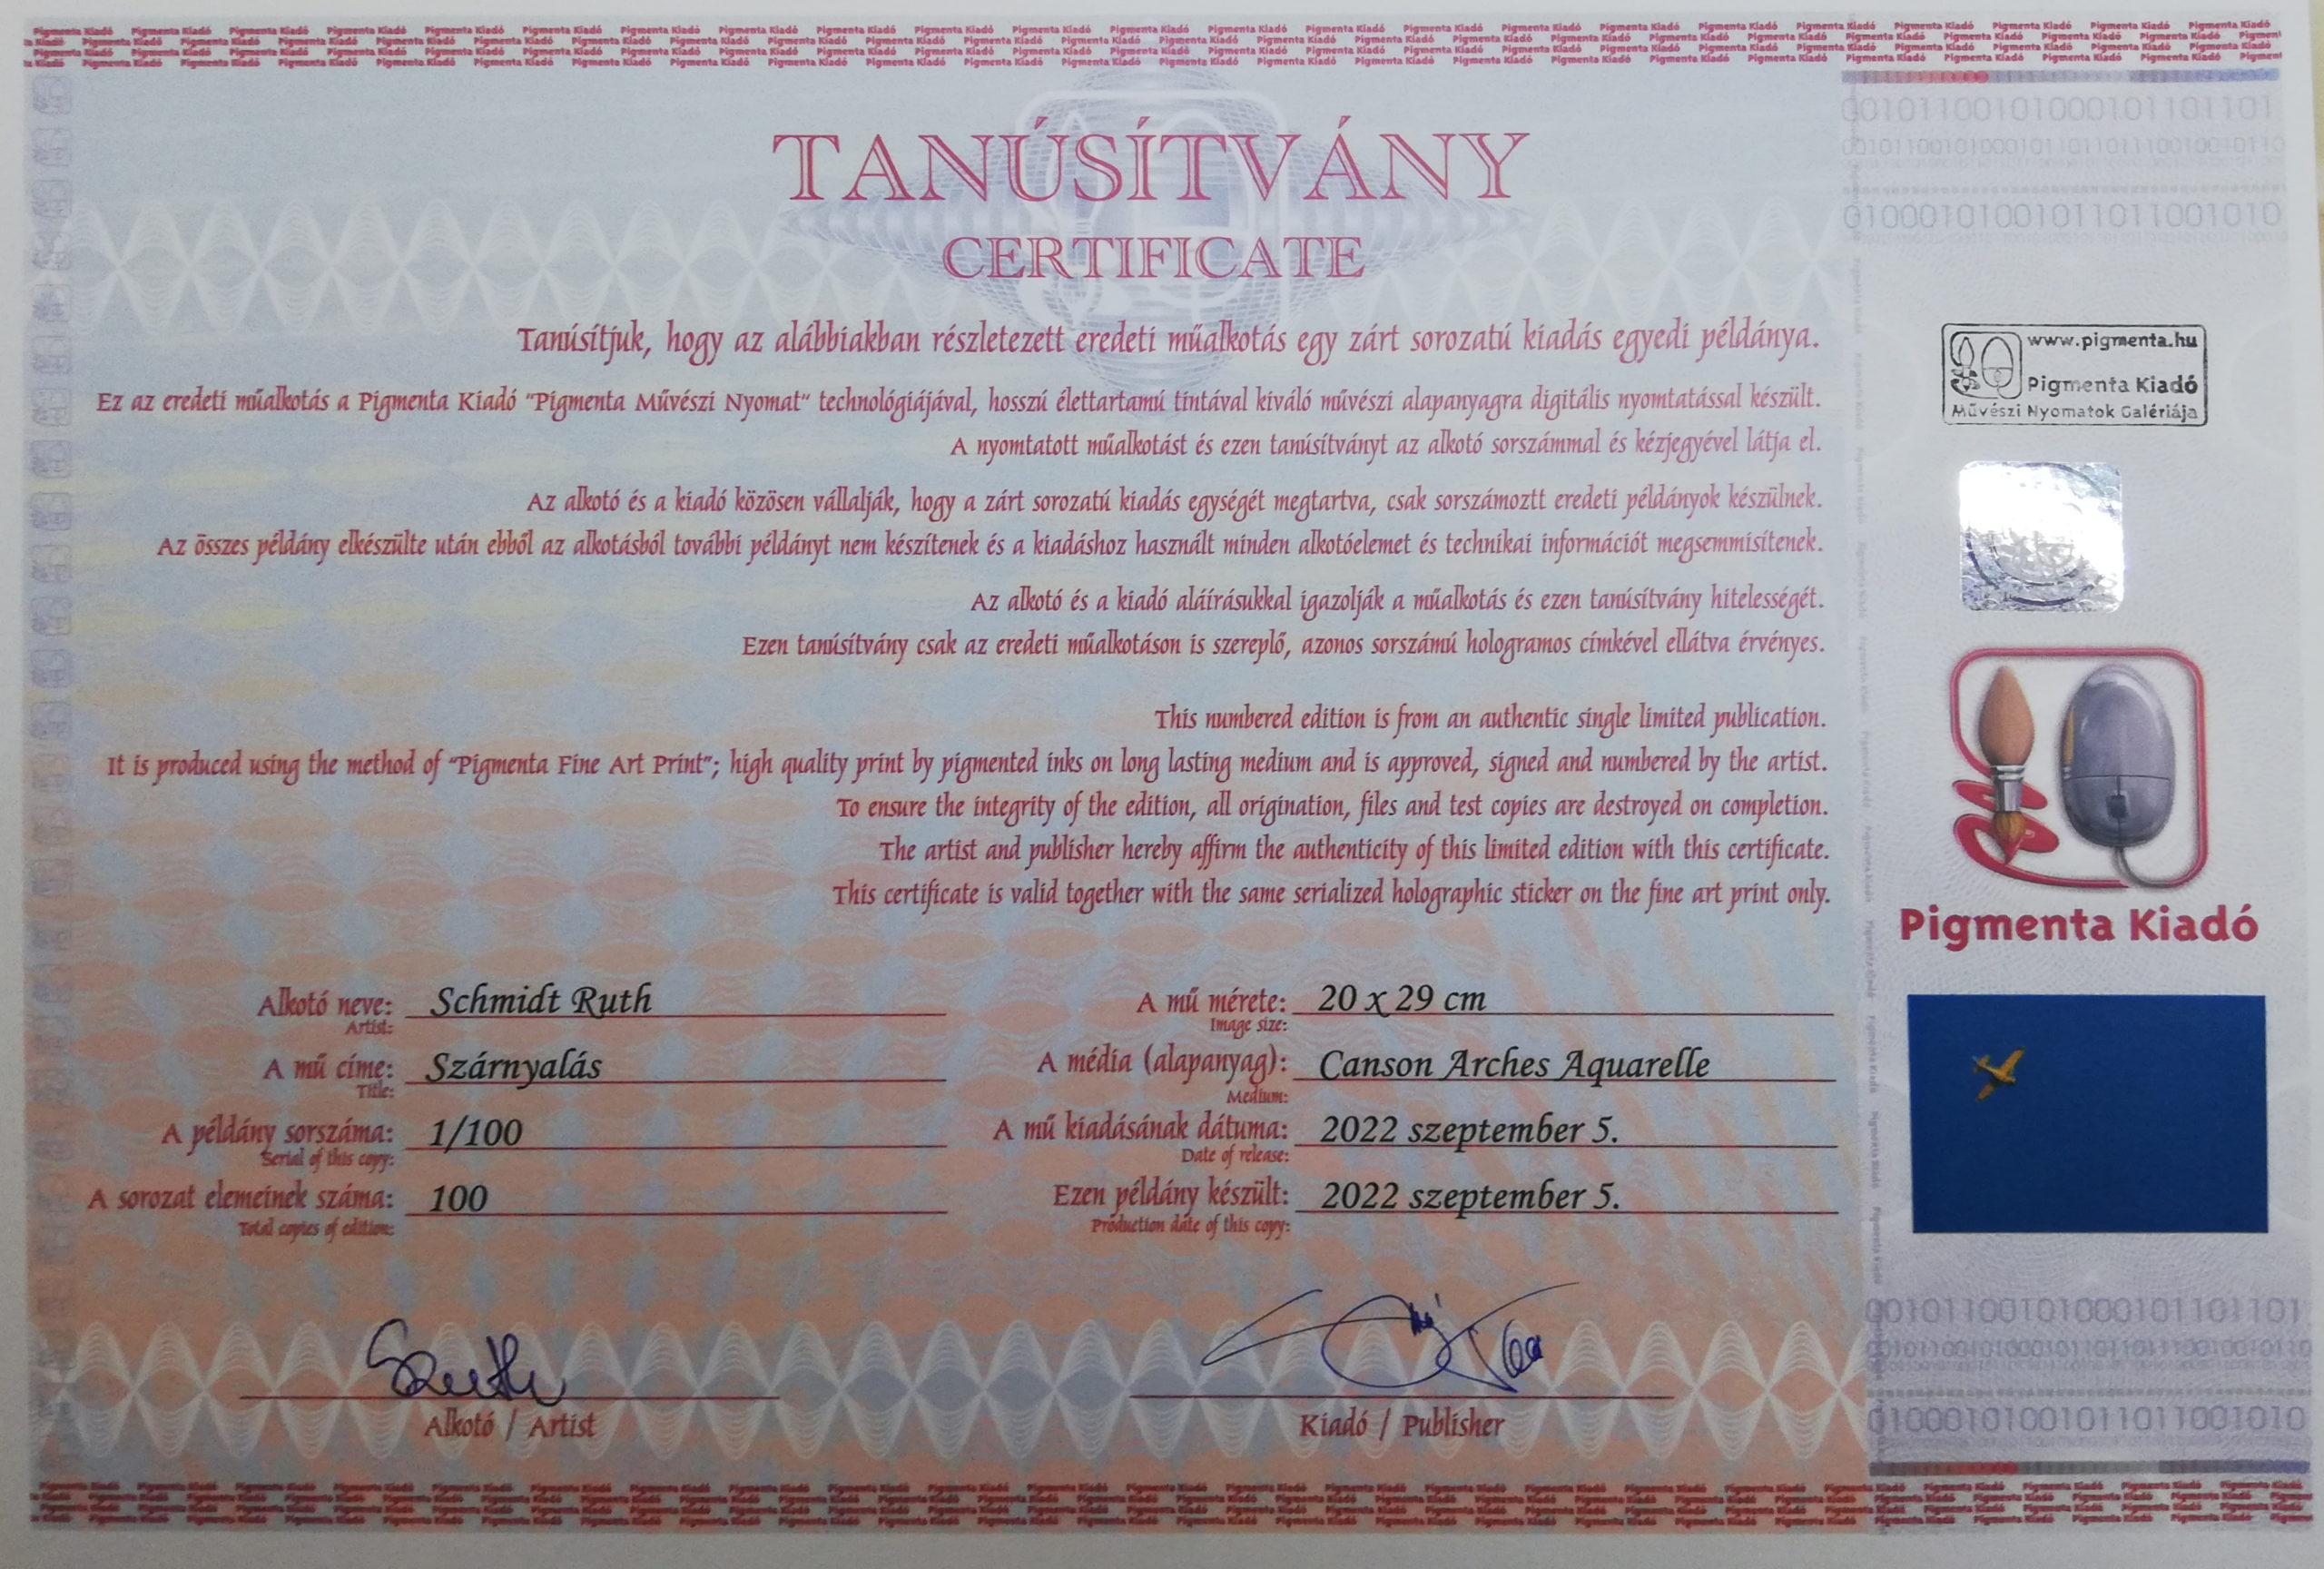 TANÚSÍTVÁNY
CERTIFICATE
Tanúsítjuk, hogy az alábbiakban részletezett eredeti műalkotás egy zárt sorozatú kiadás egyedi példánya.
Ez az eredeti műalkotás a Pigmenta Kiadó "Pigmenta Művészi Nyomat" technológiájával, hosszú élettartamú tintával kiváló művészi alapanyagra digitális nyomtatással készült.
A nyomtatott műalkotást és ezen tanúsítványt az alkotó sorszámmal és kézjegyével látja el.
Az alkotó és a kiadó közösen vállalják, hogy a zárt sorozatú kiadás egységét megtartva, csak sorszámoztt eredeti példányok készülnek.
Az összes példány elkészülte után ebből az alkotásból további példányt nem készítenek és a kiadáshoz használt minden alkotóelemet és technikai információt megsemmisítenek.
Az alkotó és a kiadó aláírásukkal igazolják a műalkotás és ezen tanúsítvány hitelességét.
Ezen tanúsítvány csak az eredeti műalkotáson is szereplő, azonos sorszámú hologramos címkével ellátva érvényes.
This numbered edition is from an authentic single limited publication.
It is produced using the method of "Pigmenta Fine Art Print"; high quality print by pigmented inks on long lasting medium and is approved, signed and numbered by the artist.
To ensure the integrity of the edition, all origination, files and test copies are destroyed on completion.
The artist and publisher hereby affirm the authenticity of this limited edition with this certificate.
This certificate is valid together with the same serialized holographic sticker on the fine art print only.
Alkotó neve: Schmidt Ruth
Artist:
A mű címe: Szárnyalás
Title:
A példány sorszáma: 1/100
Serial of this copy:
A sorozat elemeinek száma: 100
Total copies of edition:
A mű mérete: 20 x 29 cm
Image size:
A média (alapanyag): Canson Arches Aquarelle
Medium:
A mű kiadásának dátuma: 2022 szeptember 5.
Date of release:
Ezen példány készült: 2022 szeptember 5.
Production date of this copy:
Alkotó / Artist
Kiadó / Publisher
00101100101000101101101
010001010010110110010​10
www.pigmenta.hu
Pigmenta Kiadó
Művészi Nyomatok Galériája
Pigmenta Kiadó
00101100101000101101101
01000101001011011001010